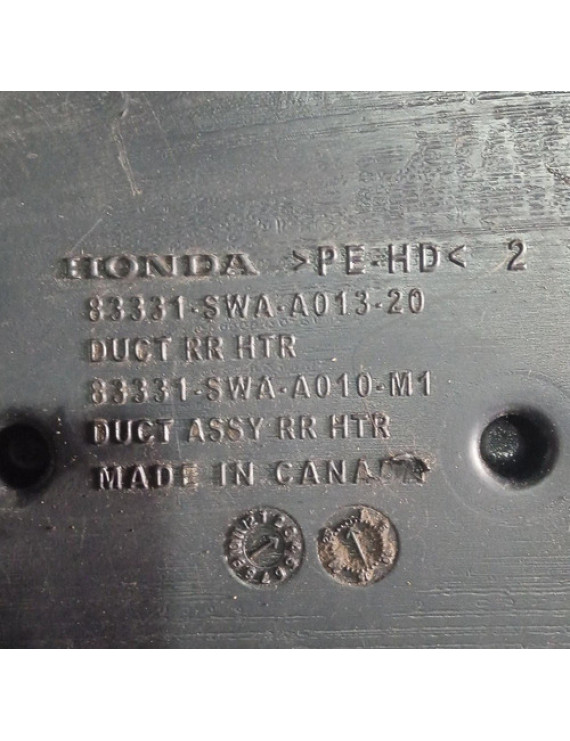 HONDA >PE-HD< 2
83331-SWA-A013-20
DUCT RR HTR
83331-SWA-A010-M1
DUCT ASSY RR HTR
MADE IN CANADA